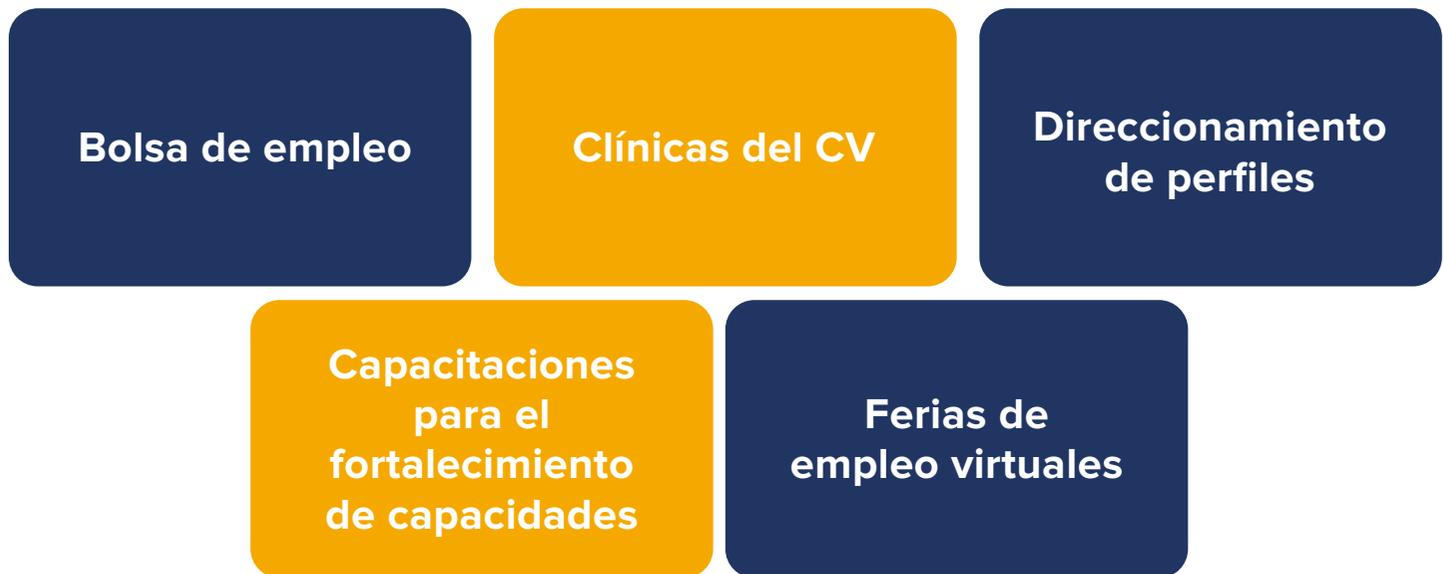 Bolsa de empleo
Clínicas del CV
Direccionamiento
de perfiles
Capacitaciones
para el
fortalecimiento
de capacidades
Ferias de
empleo virtuales